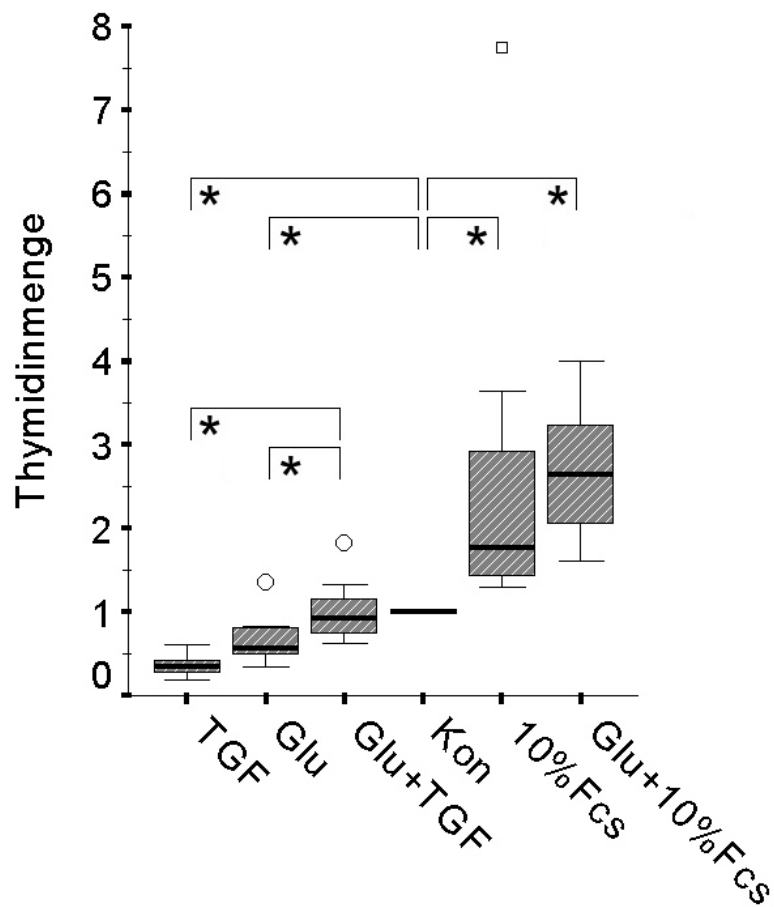 8
7
6
5
4
3
2
1
0
Thymidinmenge
*
*
*
*
*
*
TGF
Glu
Glu+TGF
Kon
10%Fcs
Glu+10%Fcs